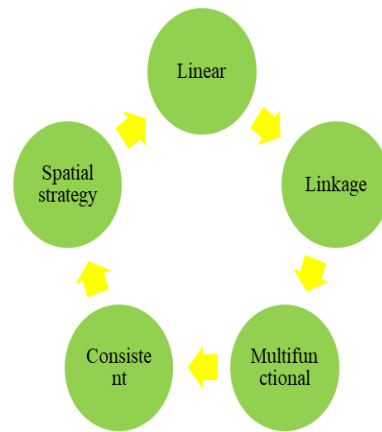 Linear
Linkage
Multifun
ctional
Consiste
nt
Spatial
strategy